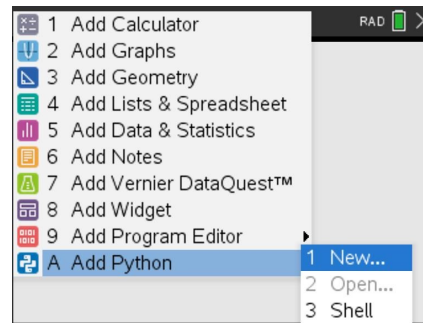 RAD
1 Add Calculator
2 Add Graphs
3 Add Geometry
4 Add Lists & Spreadsheet
5 Add Data & Statistics
6 Add Notes
7 Add Vernier DataQuest™
8 Add Widget
9 Add Program Editor
A Add Python
1 New...
2 Open...
3 Shell